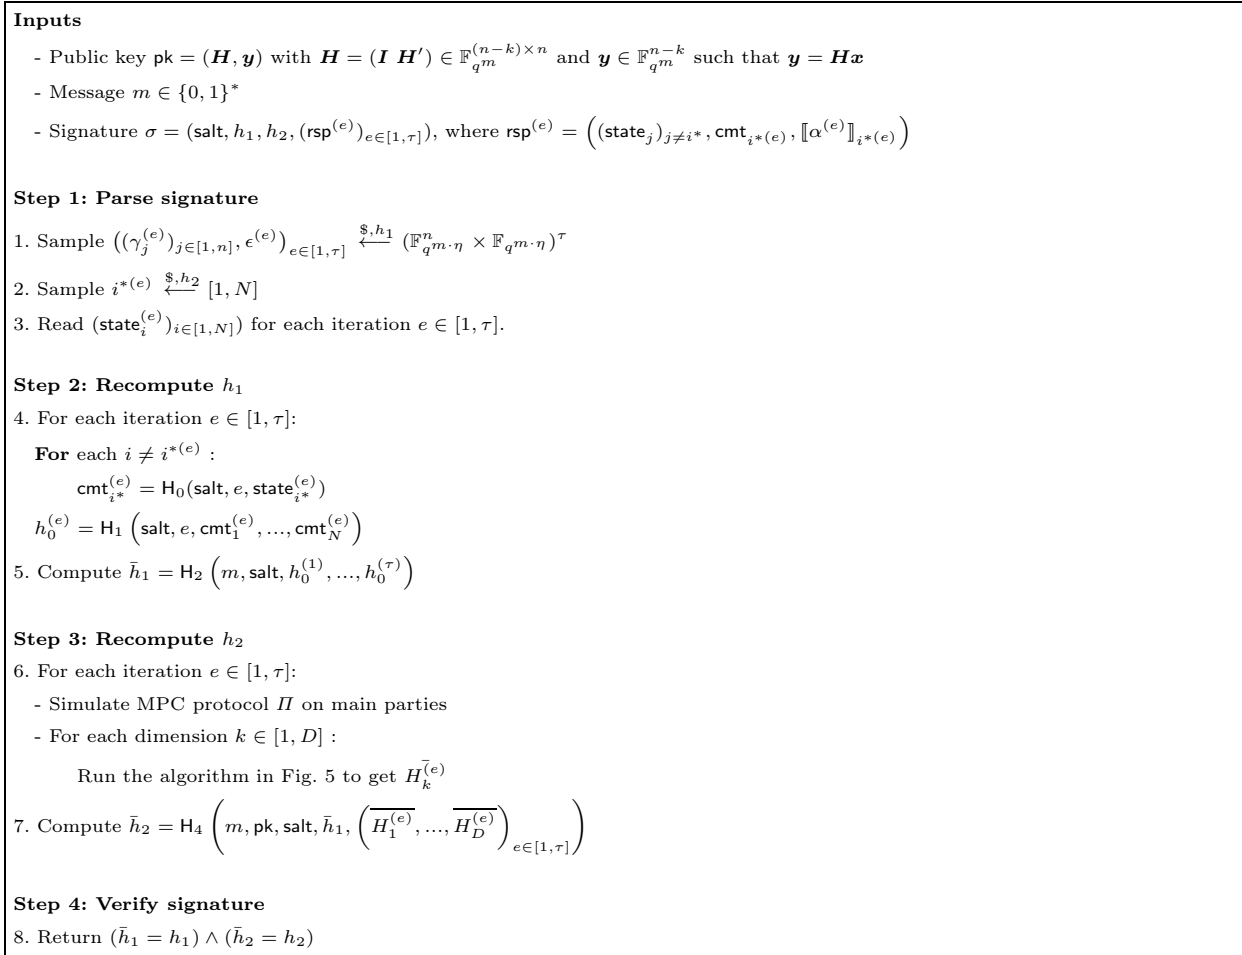 Inputs
- Public key pk = (H, y) with H = (I H′) ∈ 𝔽_{q^m}^{(n−k)×n} and y ∈ 𝔽_{q^m}^{n−k} such that y = Hx
- Message m ∈ {0, 1}^*
- Signature σ = (salt, h_1, h_2, (rsp^{(e)})_{e∈[1,τ]}), where rsp^{(e)} = ((state_j)_{j≠i^*}, cmt_{i^{*(e)}}, ⟦α^{(e)}⟧_{i^{*(e)}})
Step 1: Parse signature
1. Sample ((γ_j^{(e)})_{j∈[1,n]}, ϵ^{(e)})_{e∈[1,τ]} ←^{$,h_1} (𝔽_{q^{m·η}}^n × 𝔽_{q^{m·η}})^τ
2. Sample i^{*(e)} ←^{$,h_2} [1, N]
3. Read (state_i^{(e)})_{i∈[1,N]}) for each iteration e ∈ [1, τ].
Step 2: Recompute h_1
4. For each iteration e ∈ [1, τ]:
For each i ≠ i^{*(e)} :
cmt_{i^*}^{(e)} = H_0(salt, e, state_{i^*}^{(e)})
h_0^{(e)} = H_1 (salt, e, cmt_1^{(e)}, ..., cmt_N^{(e)})
5. Compute h̄_1 = H_2 (m, salt, h_0^{(1)}, ..., h_0^{(τ)})
Step 3: Recompute h_2
6. For each iteration e ∈ [1, τ]:
- Simulate MPC protocol Π on main parties
- For each dimension k ∈ [1, D] :
Run the algorithm in Fig. 5 to get H_k^{\bar{(e)}}
7. Compute h̄_2 = H_4 (m, pk, salt, h̄_1, (\overline{H_1^{(e)}}, ..., \overline{H_D^{(e)}})_{e∈[1,τ]})
Step 4: Verify signature
8. Return (h̄_1 = h_1) ∧ (h̄_2 = h_2)